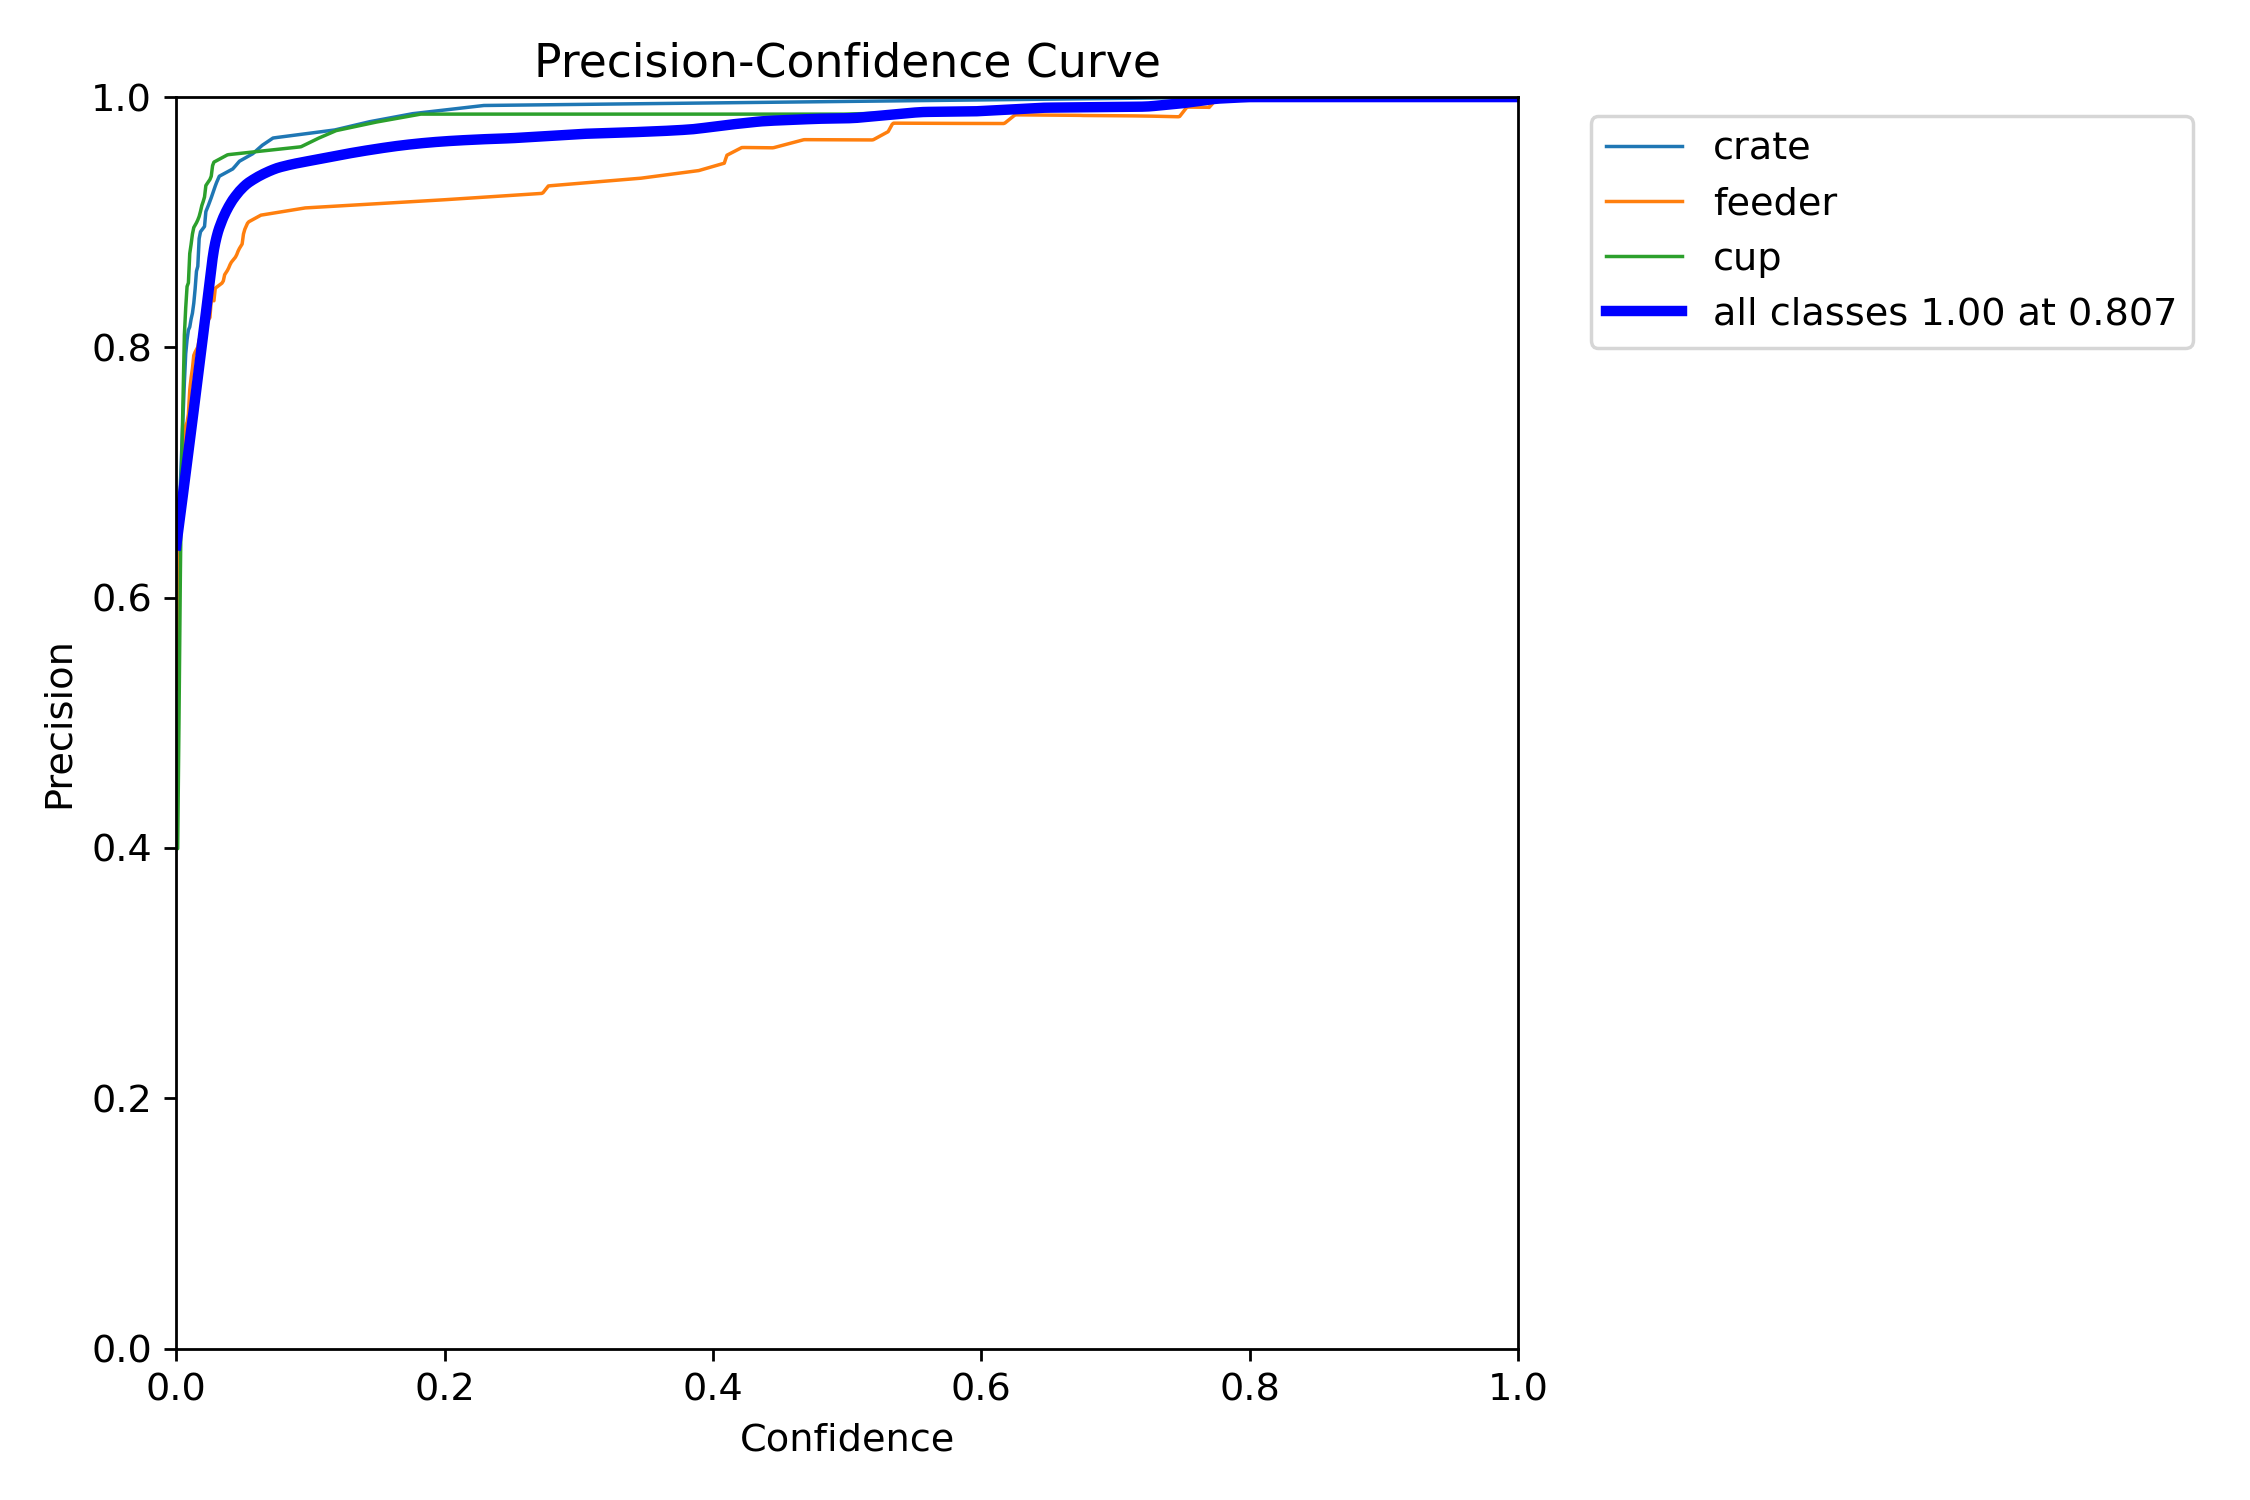 Precision-Confidence Curve
1.0
0.8
0.6
0.4
0.2
0.0
Precision
0.0 0.2 0.4 0.6 0.8 1.0
Confidence
crate
feeder
cup
all classes 1.00 at 0.807